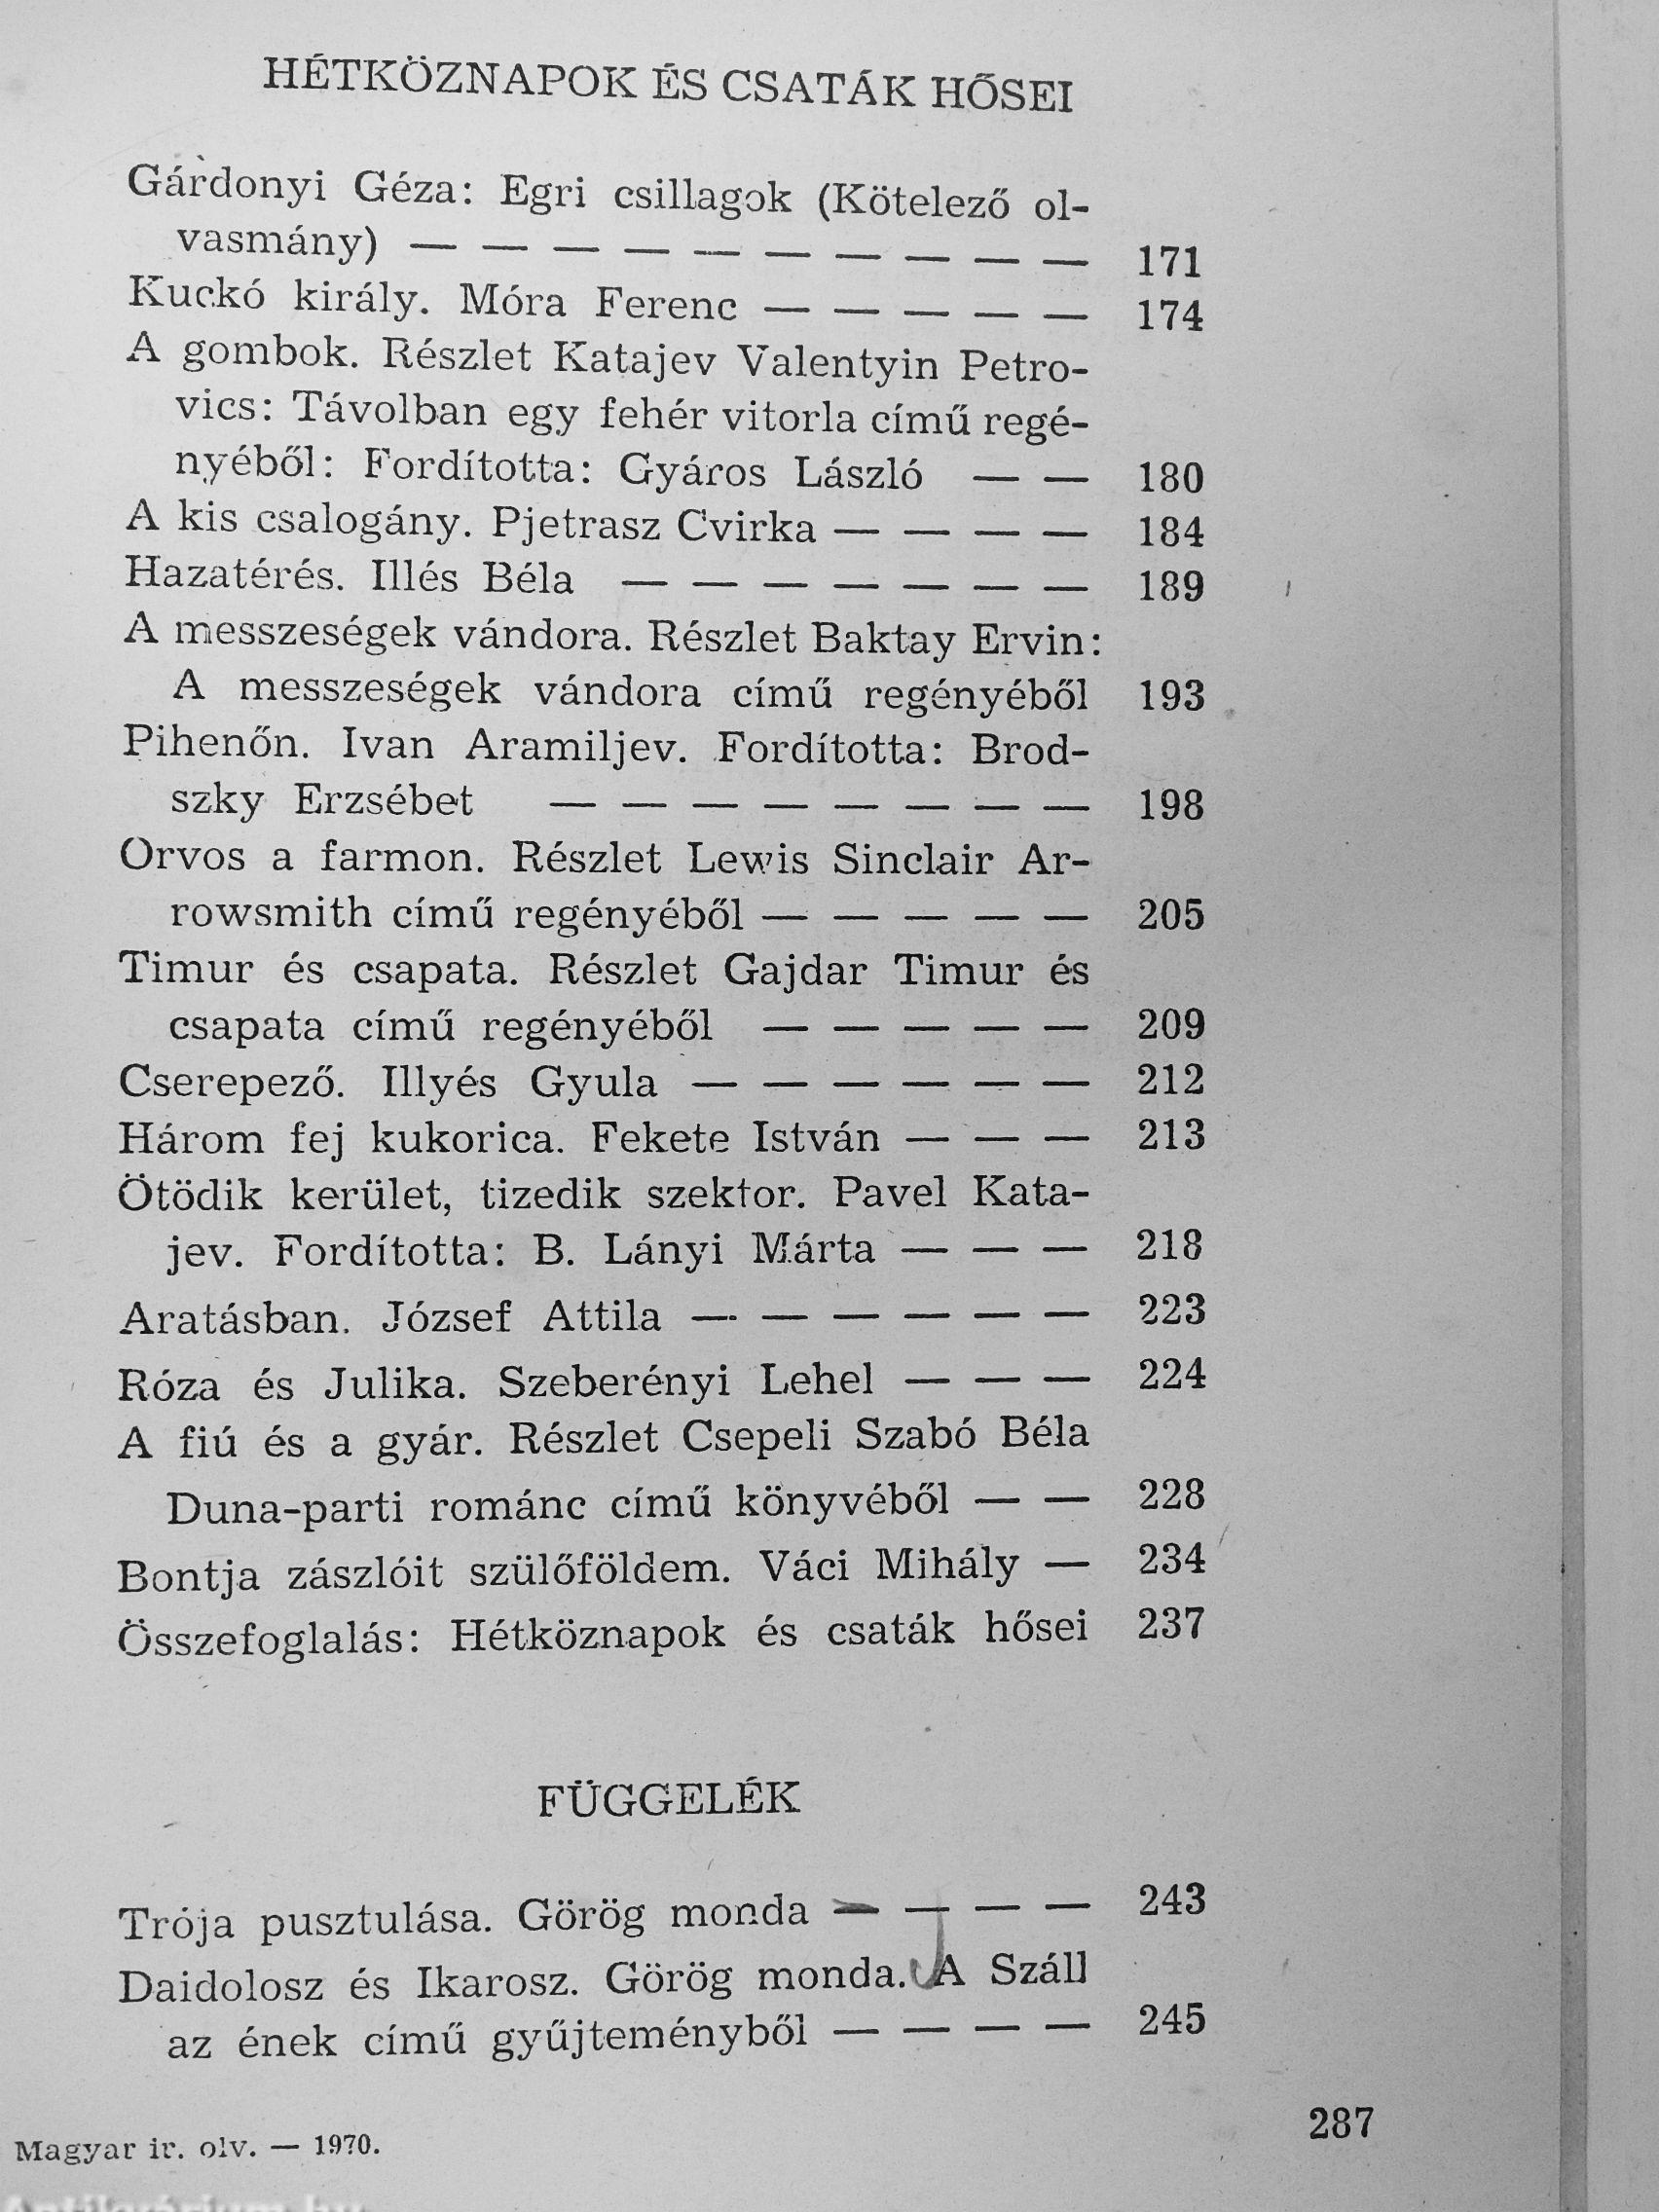 HÉTKÖZNAPOK ÉS CSATÁK HŐSEI
Gárdonyi Géza: Egri csillagok (Kötelező ol-
vasmány) — — — — — — — — — — 171
Kuckó király. Móra Ferenc — — — — — 174
A gombok. Részlet Katajev Valentyin Petro-
vics: Távolban egy fehér vitorla című regé-
nyéből: Fordította: Gyáros László — — 180
A kis csalogány. Pjetrasz Cvirka — — — — 184
Hazatérés. Illés Béla — — — — — — — 189
A messzeségek vándora. Részlet Baktay Ervin:
A messzeségek vándora című regényéből 193
Pihenőn. Ivan Aramiljev. Fordította: Brod-
szky Erzsébet — — — — — — — — 198
Orvos a farmon. Részlet Lewis Sinclair Ar-
rowsmith című regényéből — — — — — 205
Timur és csapata. Részlet Gajdar Timur és
csapata című regényéből — — — — — 209
Cserepező. Illyés Gyula — — — — — — 212
Három fej kukorica. Fekete István — — — 213
Ötödik kerület, tizedik szektor. Pavel Kata-
jev. Fordította: B. Lányi Márta — — — 218
Aratásban. József Attila — — — — — — 223
Róza és Julika. Szeberényi Lehel — — — 224
A fiú és a gyár. Részlet Csepeli Szabó Béla
Duna-parti románc című könyvéből — — 228
Bontja zászlóit szülőföldem. Váci Mihály — 234
Összefoglalás: Hétköznapok és csaták hősei 237
FÜGGELÉK
Trója pusztulása. Görög monda — — — — 243
Daidolosz és Ikarosz. Görög monda. A Száll
az ének című gyűjteményből — — — — 245
287
Magyar ir. olv. — 1970.